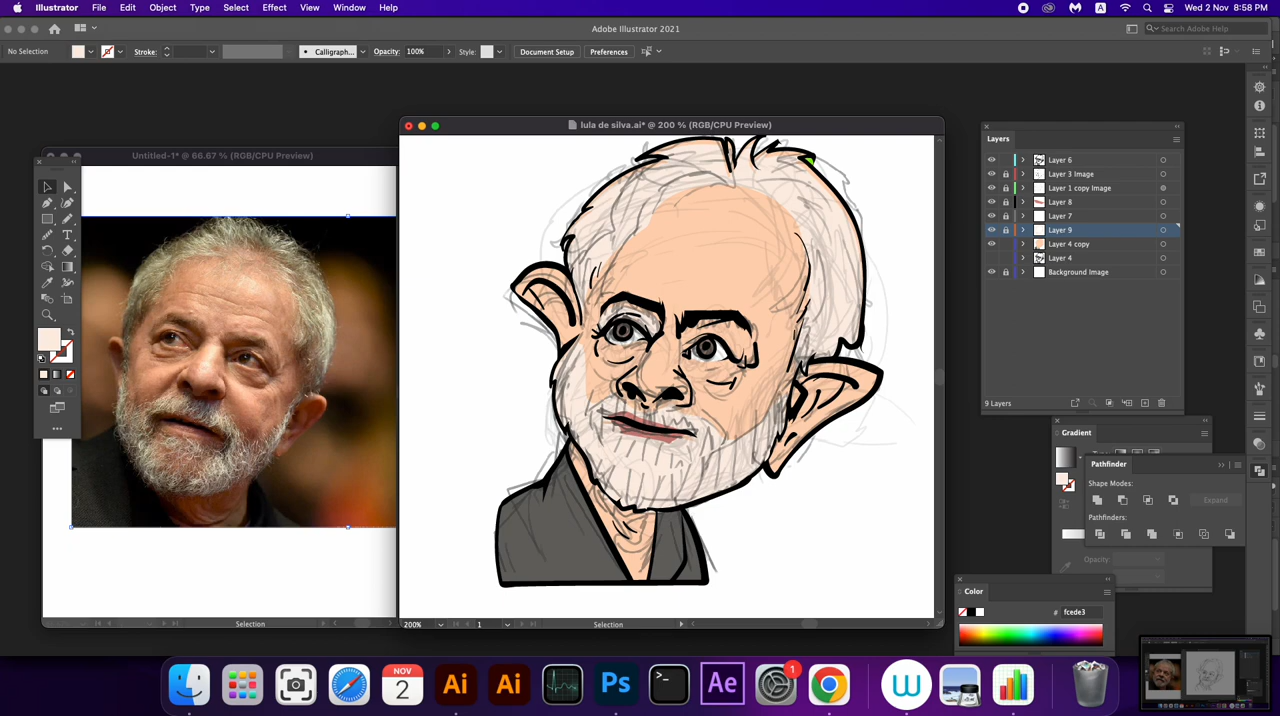 Illustrator File Edit Object Type Select Effect View Window Help
A Wed 2 Nov 8:58 PM
Adobe Illustrator 2021
Search Adobe Help
No Selection Stroke: Calligraph... Opacity: 100% Style: Document Setup Preferences
Untitled-1* @ 66.67 % (RGB/CPU Preview)
lula de silva.ai* @ 200 % (RGB/CPU Preview)
Layers
Layer 6
Layer 3 Image
Layer 1 copy Image
Layer 8
Layer 7
Layer 9
Layer 4 copy
Layer 4
Background Image
9 Layers
Gradient
Pathfinder
Shape Modes:
Expand
Pathfinders:
Opacity:
Color
# fcede3
Selection
200% 1 Selection
NOV
2
Ai Ai Ps >_ Ae 1 W